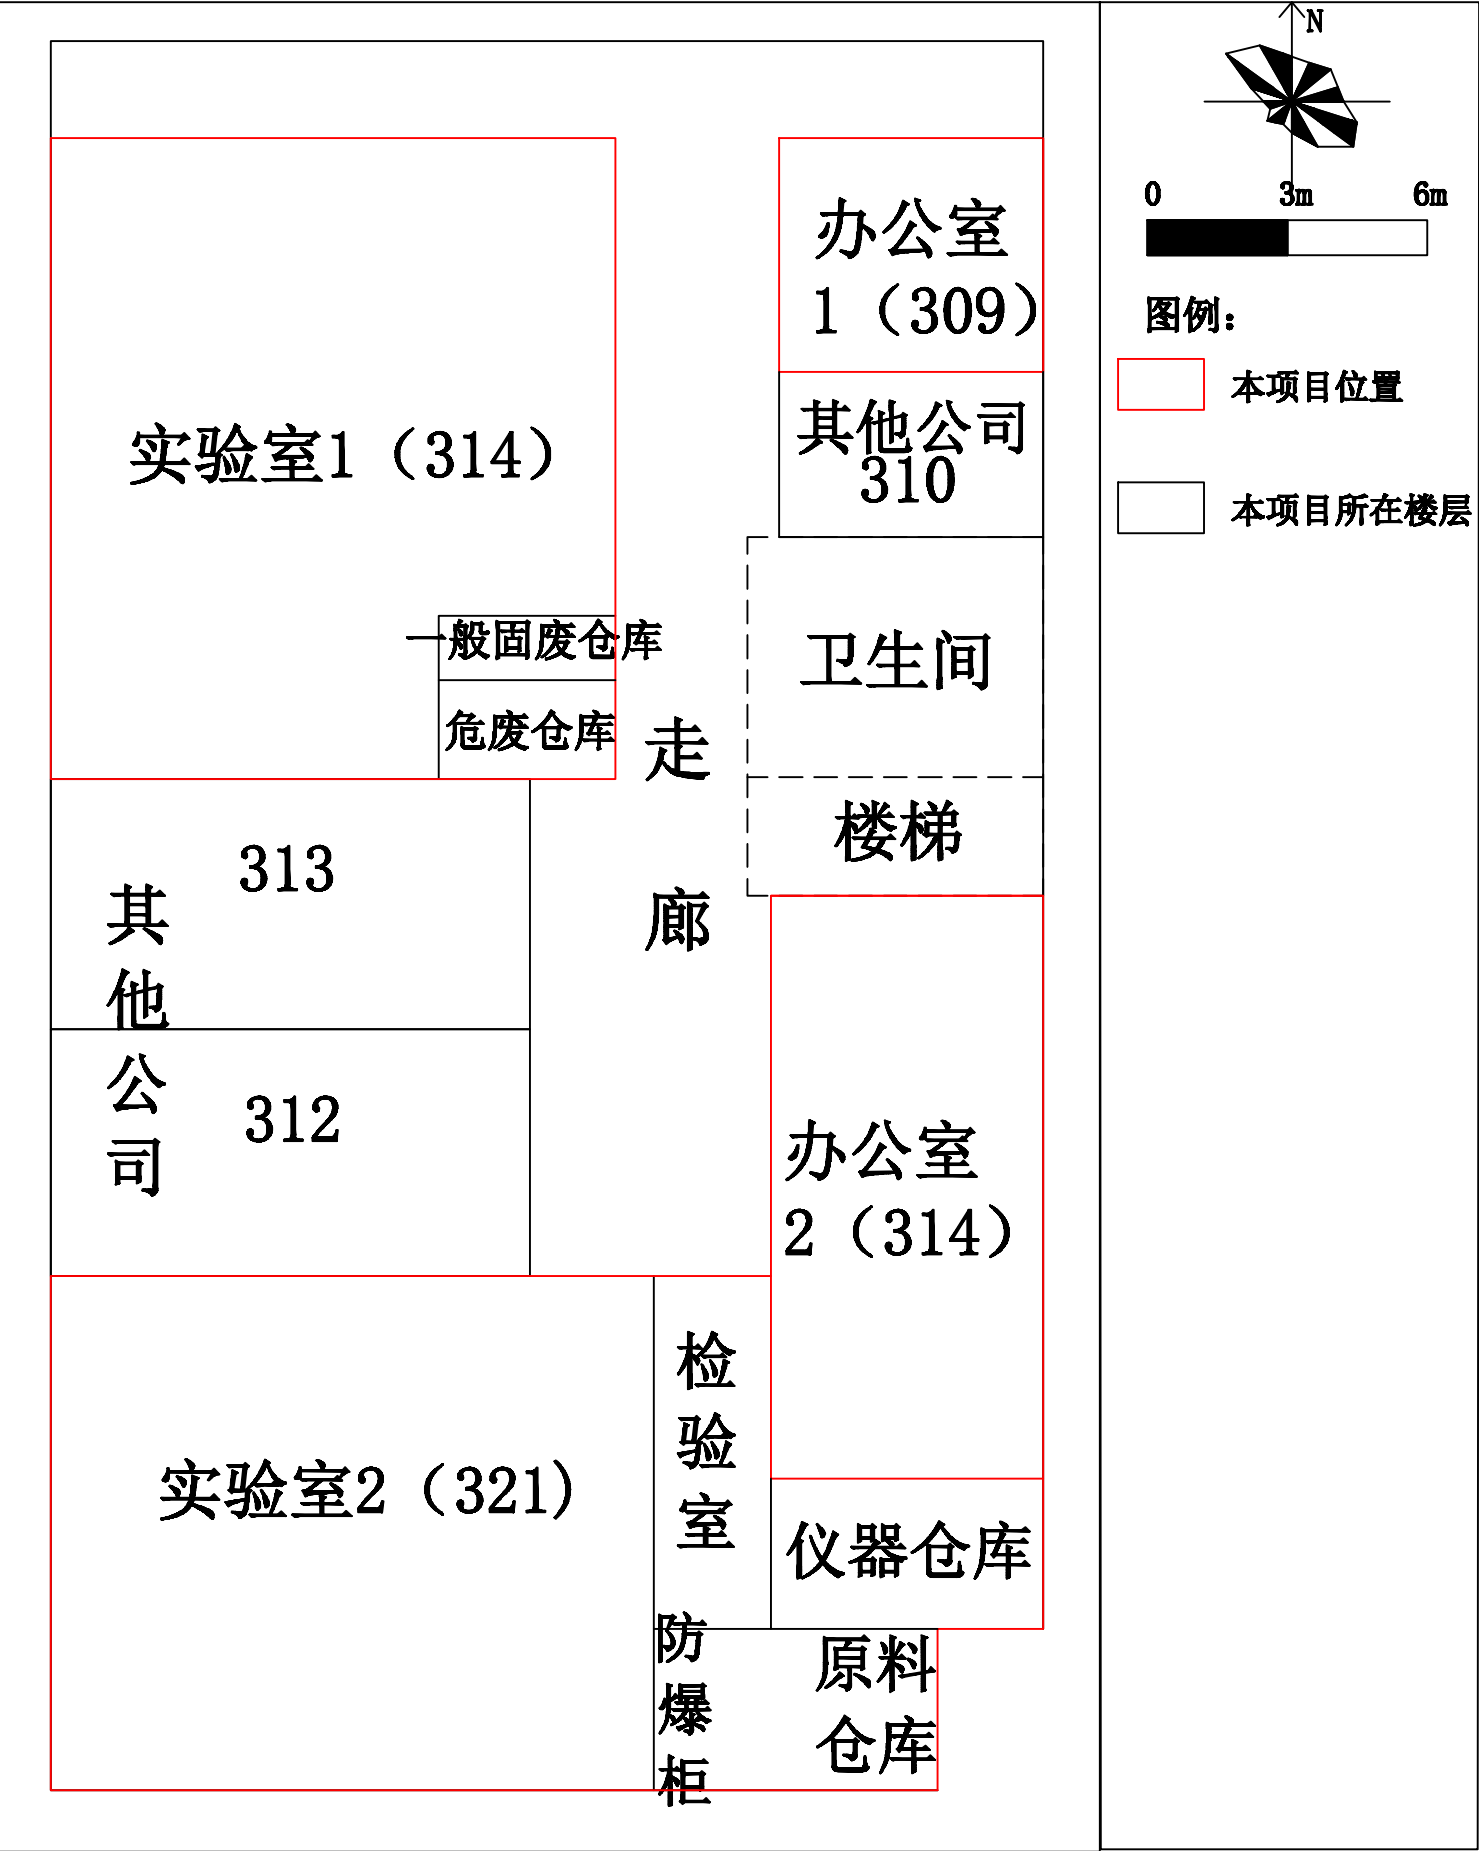 N
0 3m 6m
图例：
本项目位置
本项目所在楼层
办公室
1（309）
实验室1（314）
其他公司
310
一般固废仓库
危废仓库
卫生间
楼梯
走廊
其他公司
313
312
办公室
2（314）
实验室2（321)
检验室
仪器仓库
防爆柜
原料
仓库